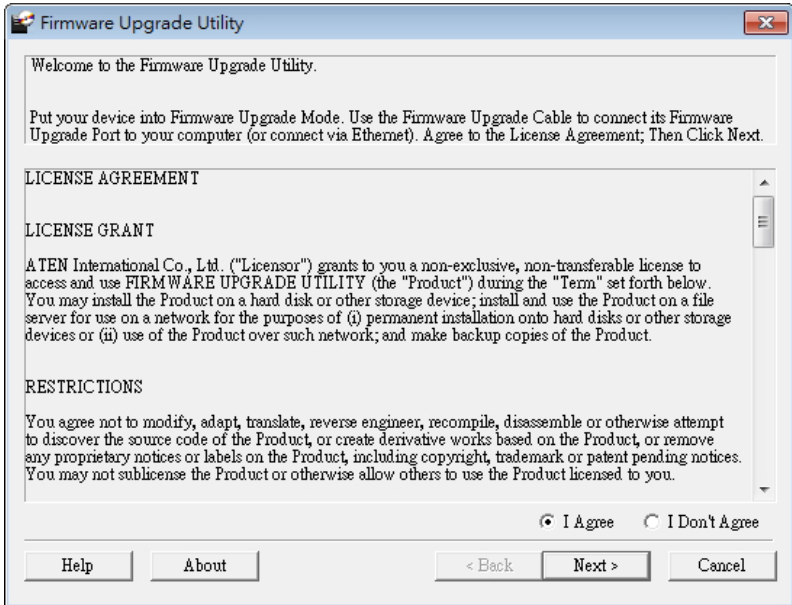 Firmware Upgrade Utility
Welcome to the Firmware Upgrade Utility.
Put your device into Firmware Upgrade Mode. Use the Firmware Upgrade Cable to connect its Firmware
Upgrade Port to your computer (or connect via Ethernet). Agree to the License Agreement; Then Click Next.
LICENSE AGREEMENT
LICENSE GRANT
ATEN International Co., Ltd. ("Licensor") grants to you a non-exclusive, non-transferable license to
access and use FIRMWARE UPGRADE UTILITY (the "Product") during the "Term" set forth below.
You may install the Product on a hard disk or other storage device; install and use the Product on a file
server for use on a network for the purposes of (i) permanent installation onto hard disks or other storage
devices or (ii) use of the Product over such network; and make backup copies of the Product.
RESTRICTIONS
You agree not to modify, adapt, translate, reverse engineer, recompile, disassemble or otherwise attempt
to discover the source code of the Product, or create derivative works based on the Product, or remove
any proprietary notices or labels on the Product, including copyright, trademark or patent pending notices.
You may not sublicense the Product or otherwise allow others to use the Product licensed to you.
I Agree I Don't Agree
Help About < Back Next > Cancel